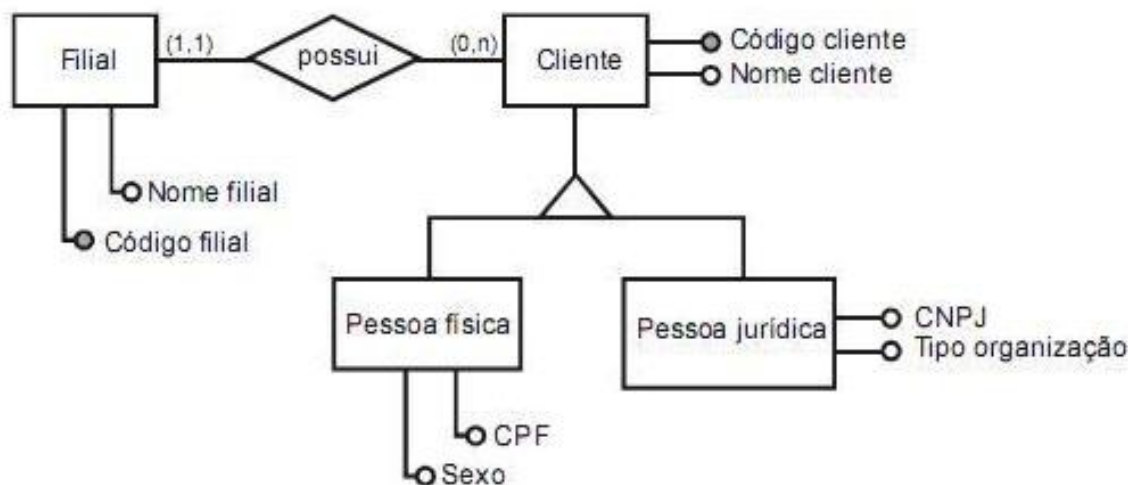 Filial
(1,1)
possui
(0,n)
Cliente
Código cliente
Nome cliente
Nome filial
Código filial
Pessoa física
Pessoa jurídica
CNPJ
Tipo organização
CPF
Sexo